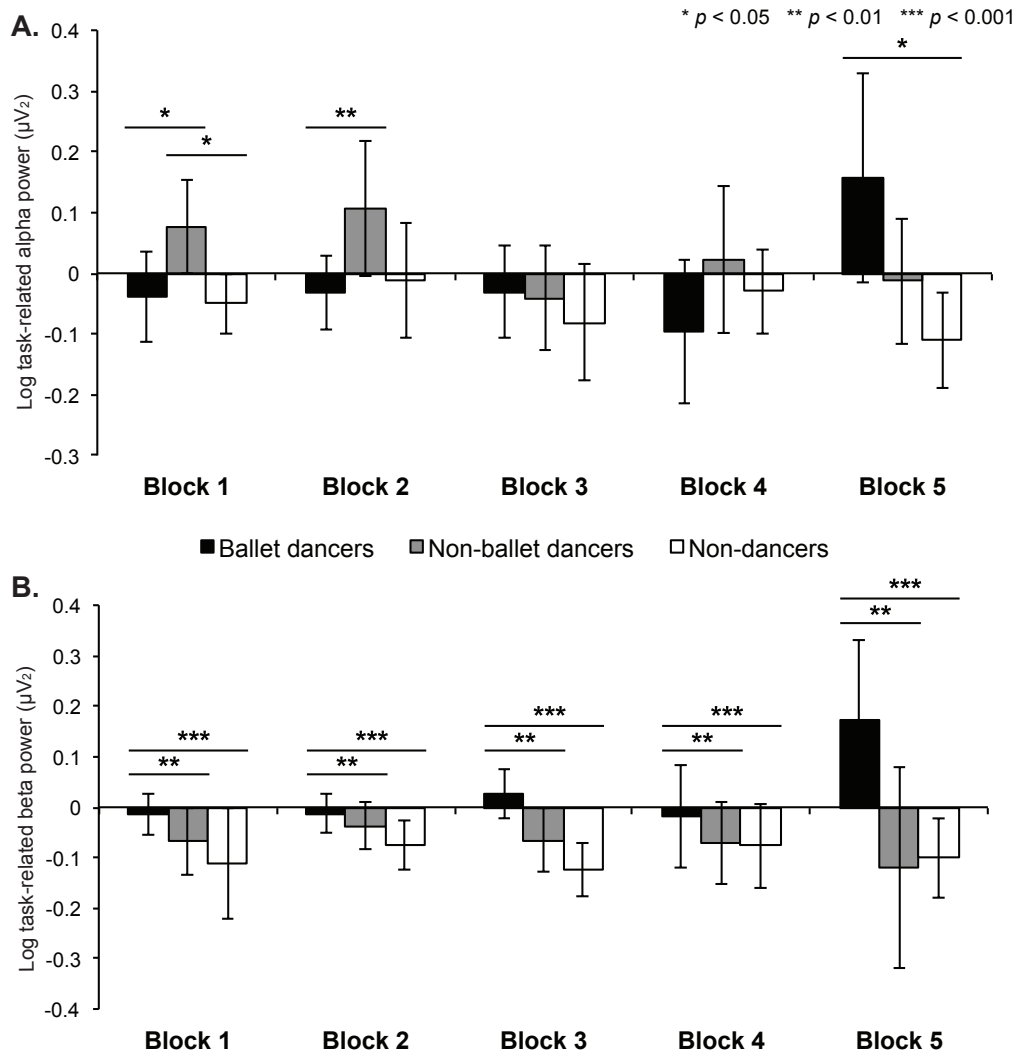 * p < 0.05 ** p < 0.01 *** p < 0.001
A.
Log task-related alpha power (µV2)
0.4
0.3
0.2
0.1
0
-0.1
-0.2
-0.3
* * ** *
Block 1 Block 2 Block 3 Block 4 Block 5
Ballet dancers Non-ballet dancers Non-dancers
B.
Log task-related beta power (µV2)
0.4
0.3
0.2
0.1
0
-0.1
-0.2
-0.3
-0.4
*** *** *** *** ***
** ** ** ** **
Block 1 Block 2 Block 3 Block 4 Block 5